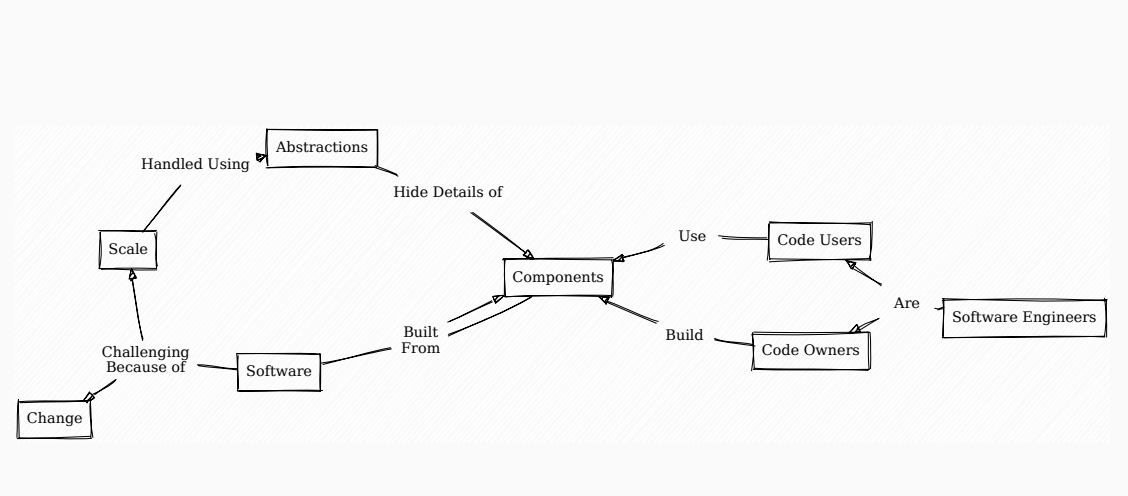 Abstractions
Handled Using
Hide Details of
Scale
Use
Code Users
Components
Are
Software Engineers
Built
From
Build
Code Owners
Challenging
Because of
Software
Change